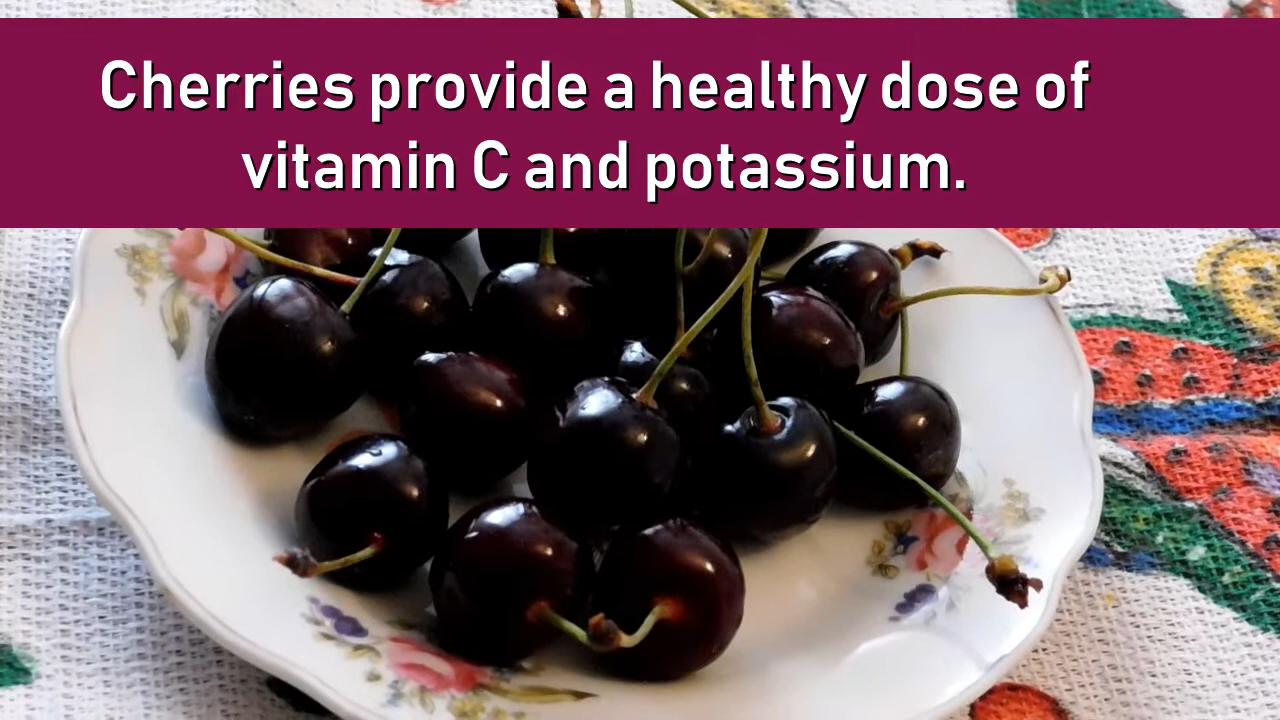 Cherries provide a healthy dose of
vitamin C and potassium.